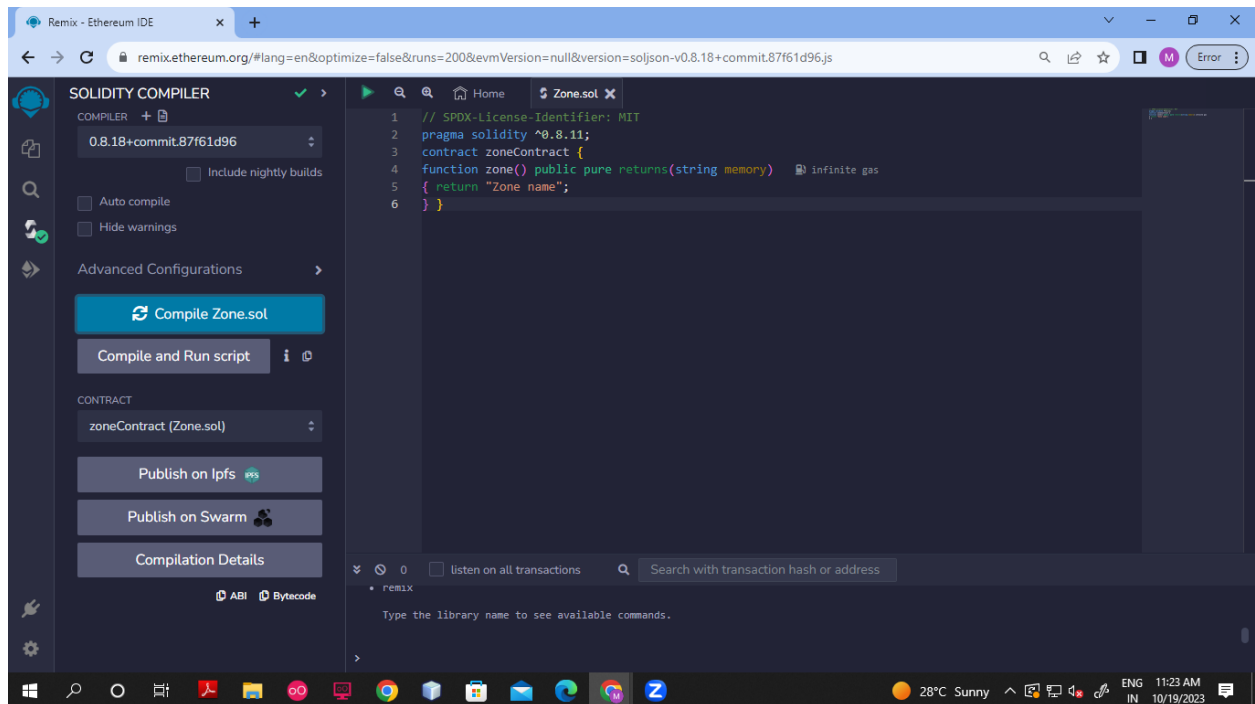 Remix - Ethereum IDE
remix.ethereum.org/#lang=en&optimize=false&runs=200&evmVersion=null&version=soljson-v0.8.18+commit.87f61d96.js
M
Error
SOLIDITY COMPILER
COMPILER
0.8.18+commit.87f61d96
Include nightly builds
Auto compile
Hide warnings
Advanced Configurations
Compile Zone.sol
Compile and Run script
i
CONTRACT
zoneContract (Zone.sol)
Publish on Ipfs
IPFS
Publish on Swarm
Compilation Details
ABI
Bytecode
Home
Zone.sol
1 // SPDX-License-Identifier: MIT
2 pragma solidity ^0.8.11;
3 contract zoneContract {
4 function zone() public pure returns(string memory) infinite gas
5 { return "Zone name";
6 } }
0
listen on all transactions
Search with transaction hash or address
• remix
Type the library name to see available commands.
>
28°C Sunny
ENG
IN
11:23 AM
10/19/2023